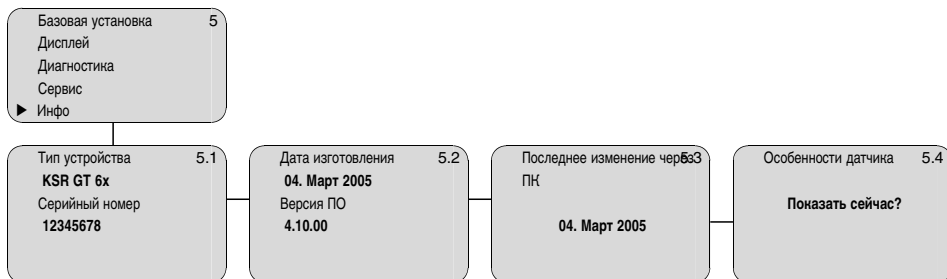 Базовая установка 5
Дисплей
Диагностика
Сервис
▶ Инфо
Тип устройства 5.1
KSR GT 6x
Серийный номер
12345678
Дата изготовления 5.2
04. Март 2005
Версия ПО
4.10.00
Последнее изменение через 5.3
ПК
04. Март 2005
Особенности датчика 5.4
Показать сейчас?